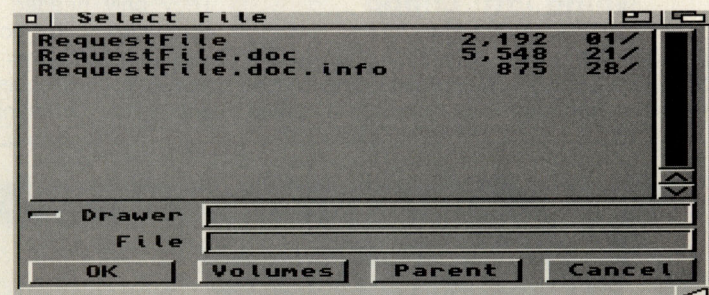 Select File
RequestFile 2,192 01/
RequestFile.doc 5,548 21/
RequestFile.doc.info 875 28/
Drawer
File
OK Volumes Parent Cancel